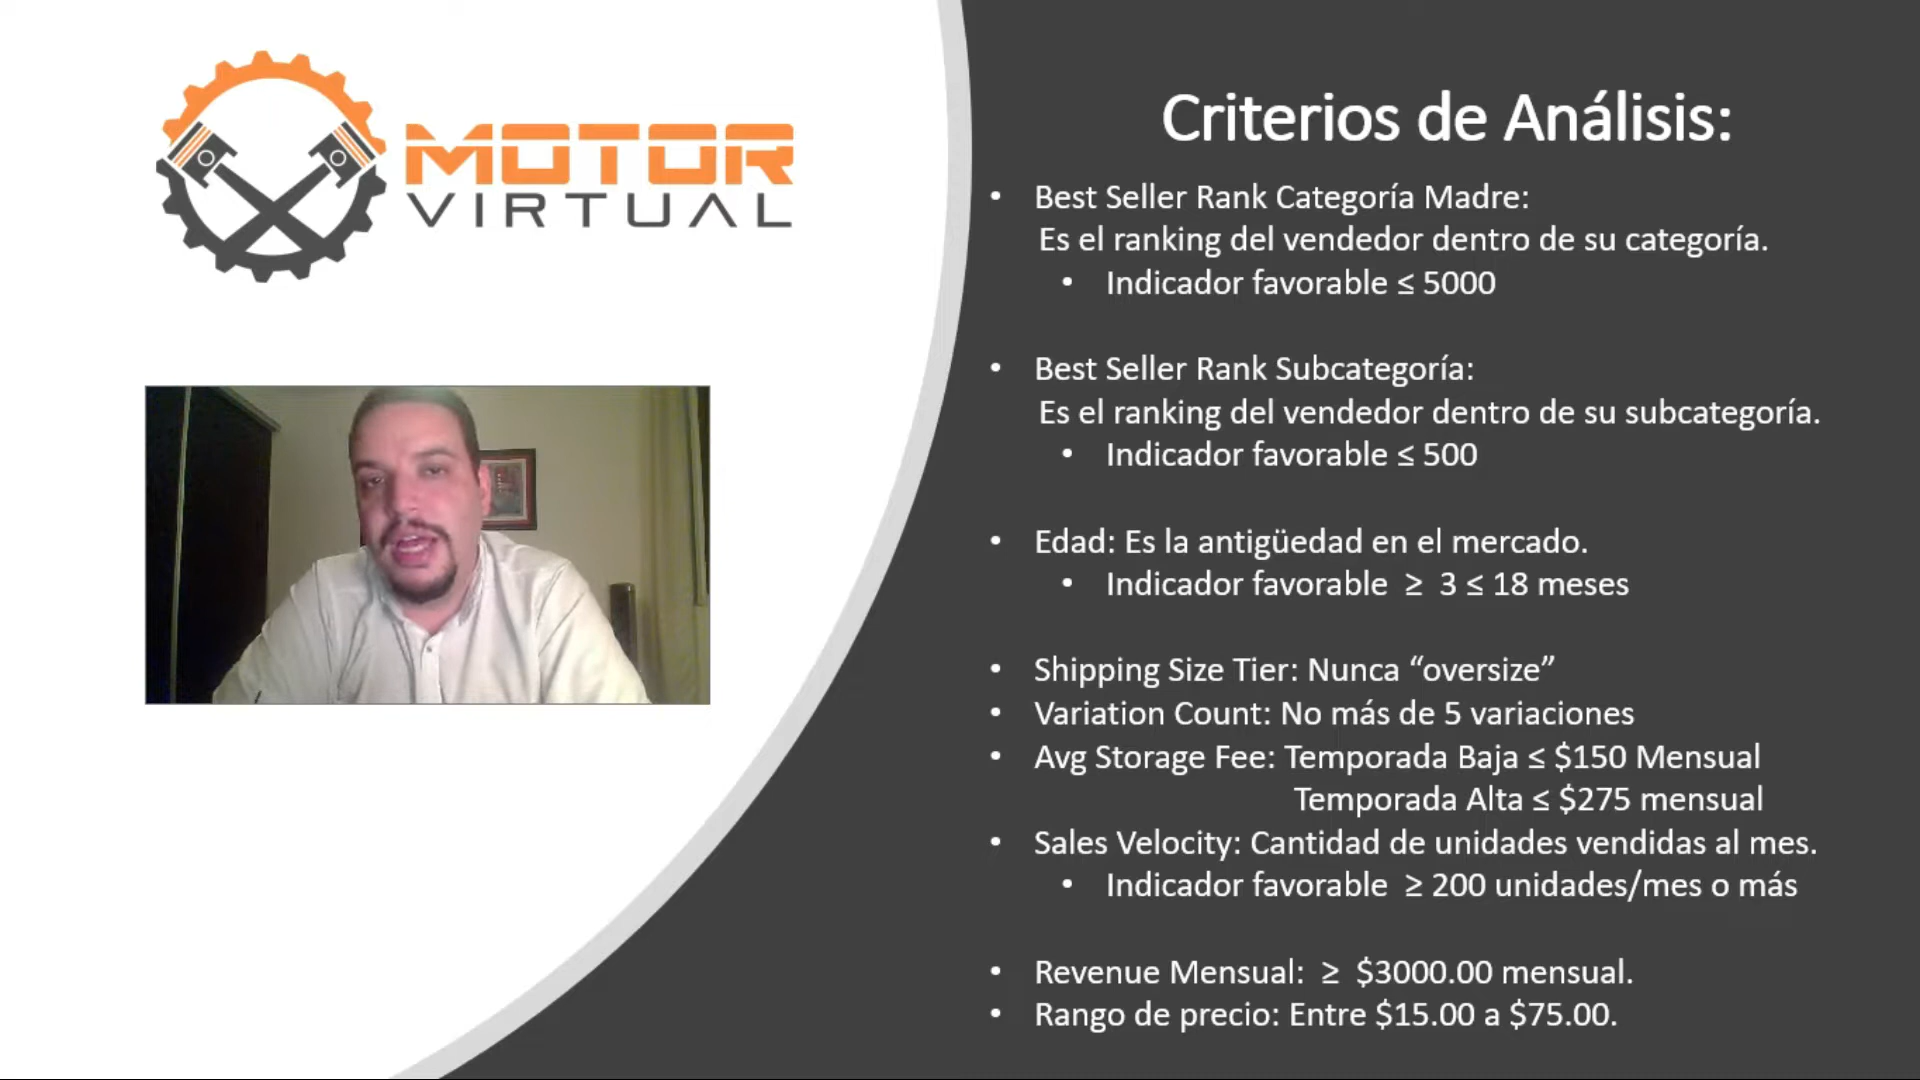 MOTOR
VIRTUAL
Criterios de Análisis:
• Best Seller Rank Categoría Madre:
Es el ranking del vendedor dentro de su categoría.
• Indicador favorable ≤ 5000
• Best Seller Rank Subcategoría:
Es el ranking del vendedor dentro de su subcategoría.
• Indicador favorable ≤ 500
• Edad: Es la antigüedad en el mercado.
• Indicador favorable ≥ 3 ≤ 18 meses
• Shipping Size Tier: Nunca “oversize”
• Variation Count: No más de 5 variaciones
• Avg Storage Fee: Temporada Baja ≤ $150 Mensual
Temporada Alta ≤ $275 mensual
• Sales Velocity: Cantidad de unidades vendidas al mes.
• Indicador favorable ≥ 200 unidades/mes o más
• Revenue Mensual: ≥ $3000.00 mensual.
• Rango de precio: Entre $15.00 a $75.00.